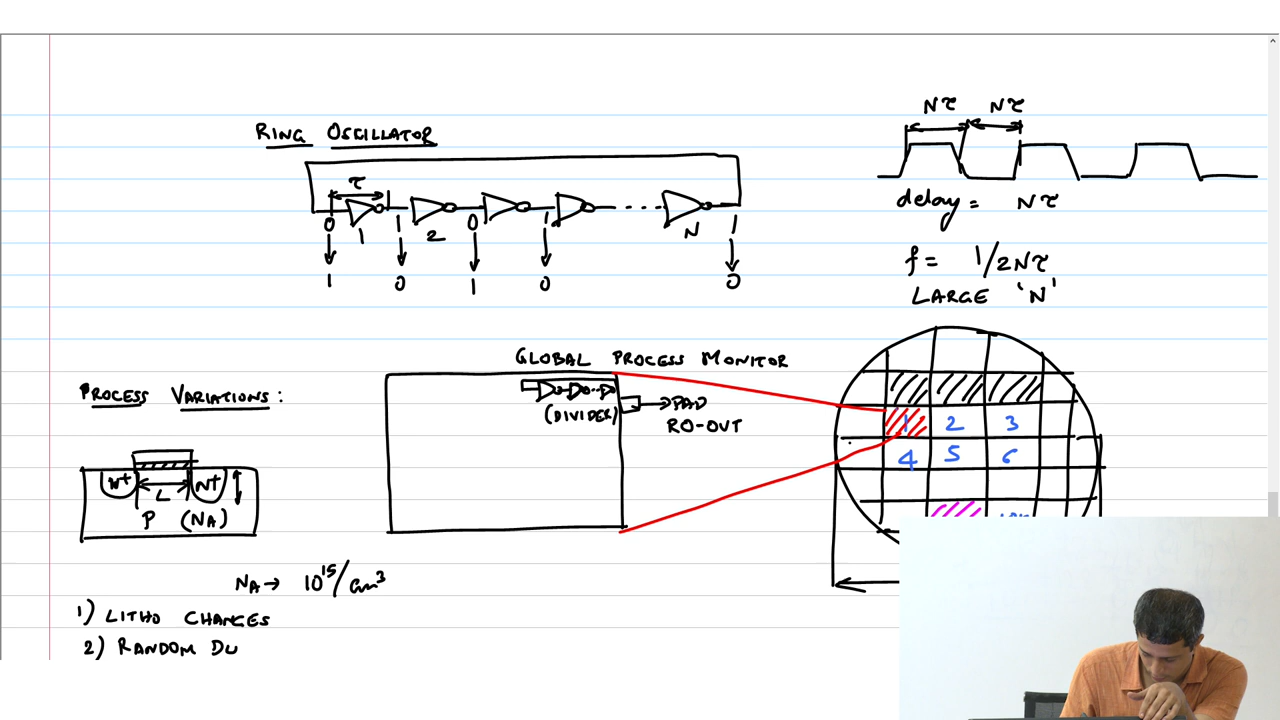 RING OSCILLATOR
τ
0 1 1 2 0 1 N 1
1 0 1 0 0
Nτ Nτ
delay = Nτ
f = 1/2Nτ
LARGE 'N'
GLOBAL PROCESS MONITOR
(DIVIDER)
PAD
RO-OUT
1 2 3
4 5 6
PROCESS VARIATIONS:
N+ L N+
P (NA)
NA → 10^15/cm^3
1) LITHO CHANGES
2) RANDOM DU